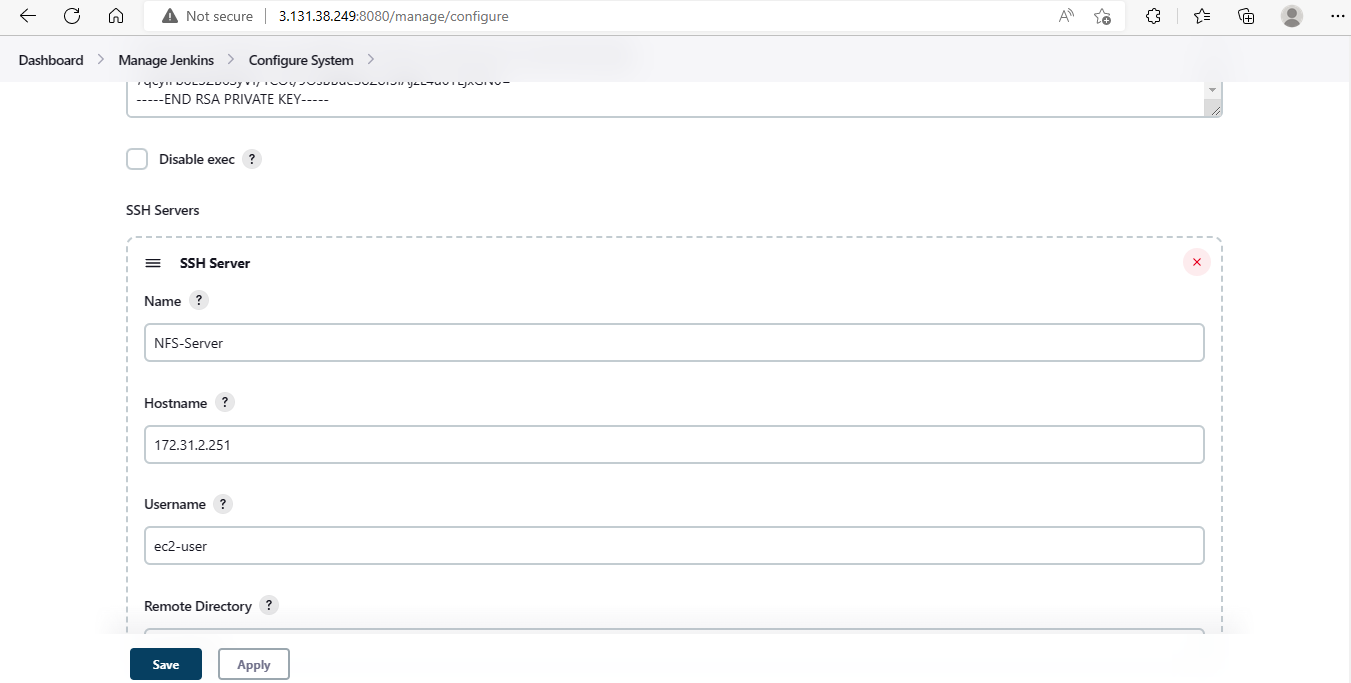 Not secure 3.131.38.249:8080/manage/configure
Dashboard Manage Jenkins Configure System
-----END RSA PRIVATE KEY-----
Disable exec ?
SSH Servers
SSH Server
Name ?
NFS-Server
Hostname ?
172.31.2.251
Username ?
ec2-user
Remote Directory ?
Save Apply